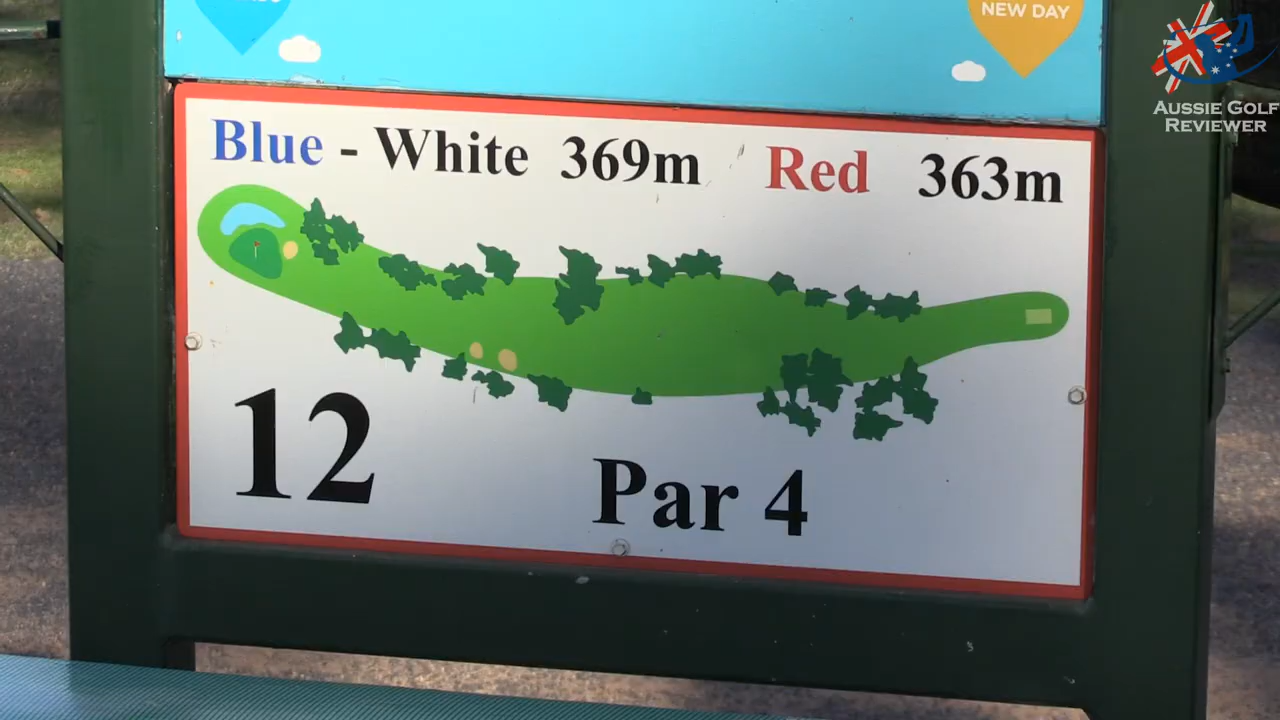 NEW DAY
AUSSIE GOLF
REVIEWER
Blue - White 369m Red 363m
12
Par 4